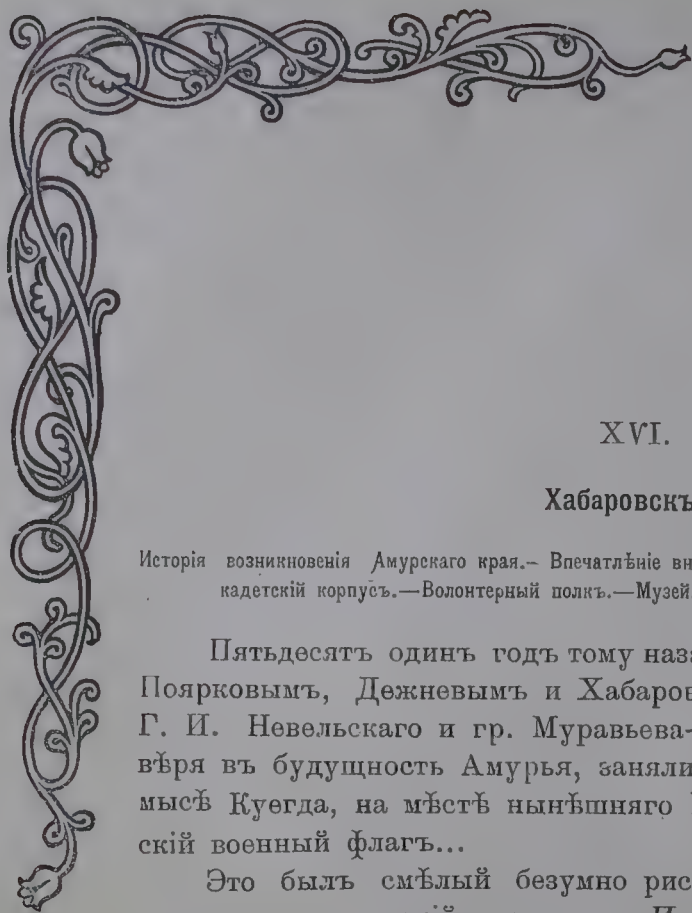 XVI.
Хабаровскъ
Исторія возникновенія Амурскаго края.— Впечатлѣніе вн
кадетскій корпусъ.—Волонтерный полкъ.—Музей
Пятьдесятъ одинъ годъ тому наза
Поярковымъ, Дежневымъ и Хабаров
Г. И. Невельскаго и гр. Муравьева-
вѣря въ будущность Амурья, заняли
мысѣ Куегда, на мѣстѣ нынѣшняго
скій военный флагъ...
Это былъ смѣлый безумно рис